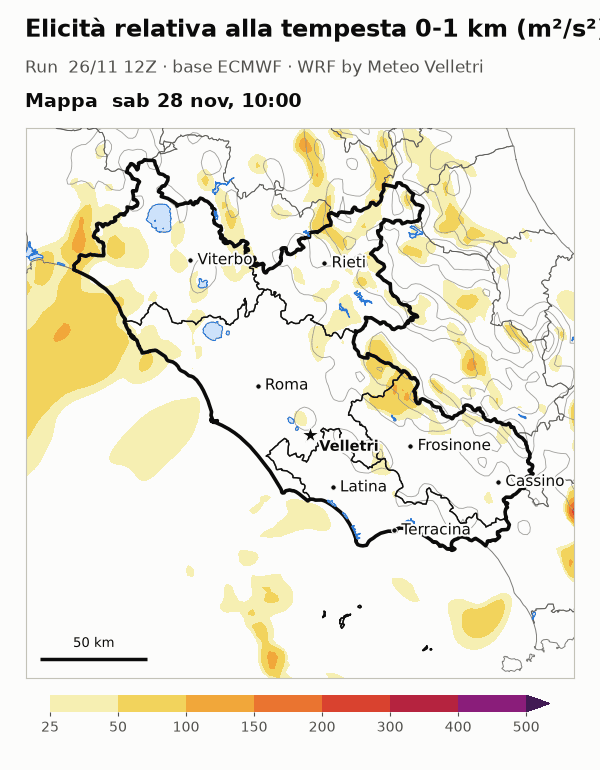 Elicità relativa alla tempesta 0-1 km (m²/s²)
Run  26/11 12Z · base ECMWF · WRF by Meteo Velletri
Mappa  sab 28 nov, 10:00
Viterbo
Rieti
Roma
Velletri
Frosinone
Latina
Cassino
Terracina
50 km
25 50 100 150 200 300 400 500